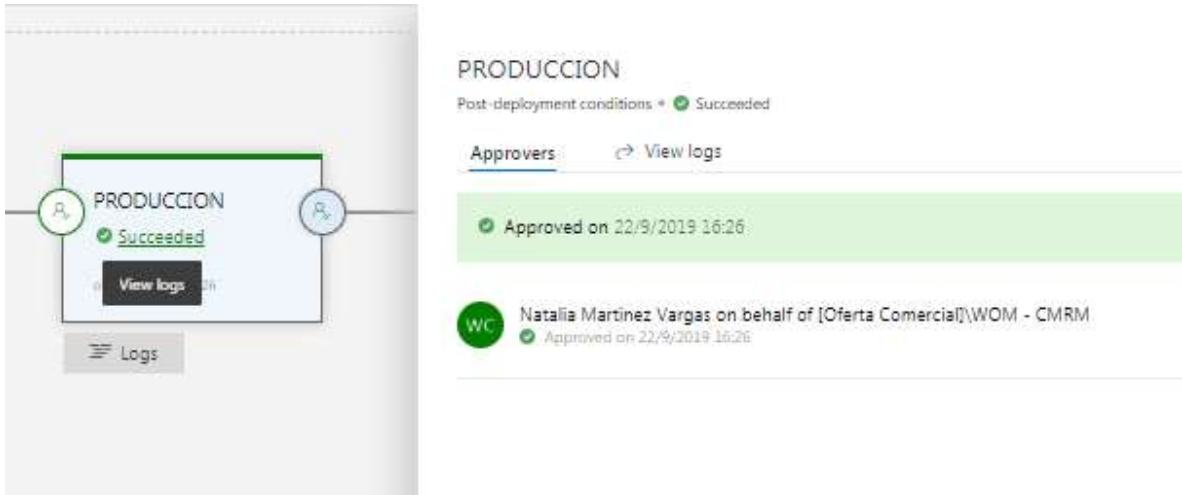 PRODUCCION
Succeeded
View logs
Logs
PRODUCCION
Post-deployment conditions • Succeeded
Approvers View logs
Approved on 22/9/2019 16:26
WC
Natalia Martinez Vargas on behalf of [Oferta Comercial]\WOM - CMRM
Approved on 22/9/2019 16:26